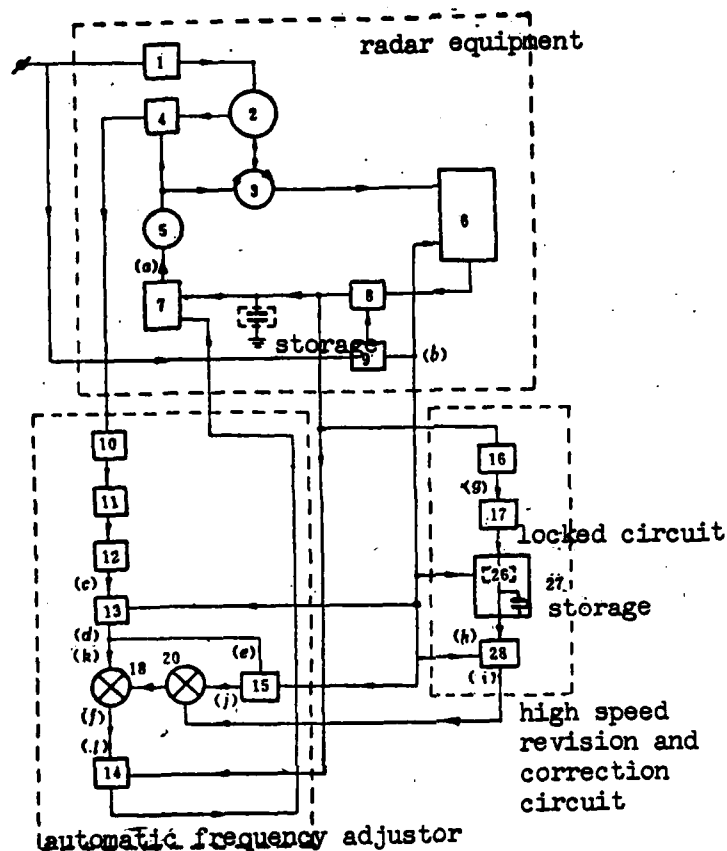 radar equipment
1
2
4
3
5
6
(a)
7
8
storage
9
(b)
10
16
(g)
11
17
locked circuit
12
26
27
(c)
storage
13
(d)
(h)
(k)
(e)
28
18
20
15
(j)
(i)
(f)
high speed
revision and
correction
circuit
(l)
14
automatic frequency adjustor